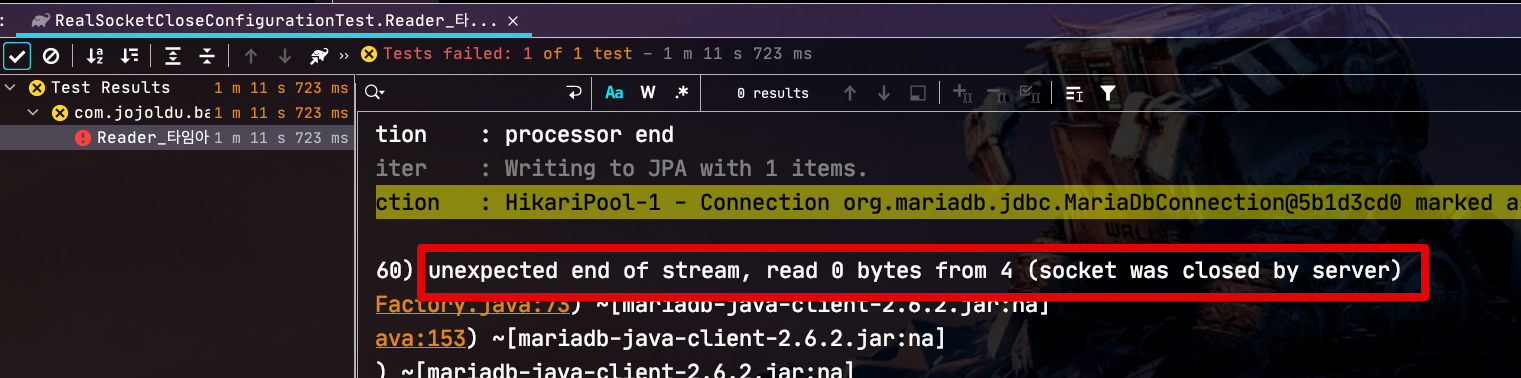 : RealSocketCloseConfigurationTest.Reader_타... ×
» Tests failed: 1 of 1 test – 1 m 11 s 723 ms
Test Results 1 m 11 s 723 ms
com.jojoldu.ba 1 m 11 s 723 ms
Reader_타임아 1 m 11 s 723 ms
Aa W .* 0 results
tion : processor end
iter : Writing to JPA with 1 items.
ction : HikariPool-1 - Connection org.mariadb.jdbc.MariaDbConnection@5b1d3cd0 marked a
60) unexpected end of stream, read 0 bytes from 4 (socket was closed by server)
Factory.java:73) ~[mariadb-java-client-2.6.2.jar:na]
ava:153) ~[mariadb-java-client-2.6.2.jar:na]
) ~[mariadb-java-client-2.6.2.jar:na]